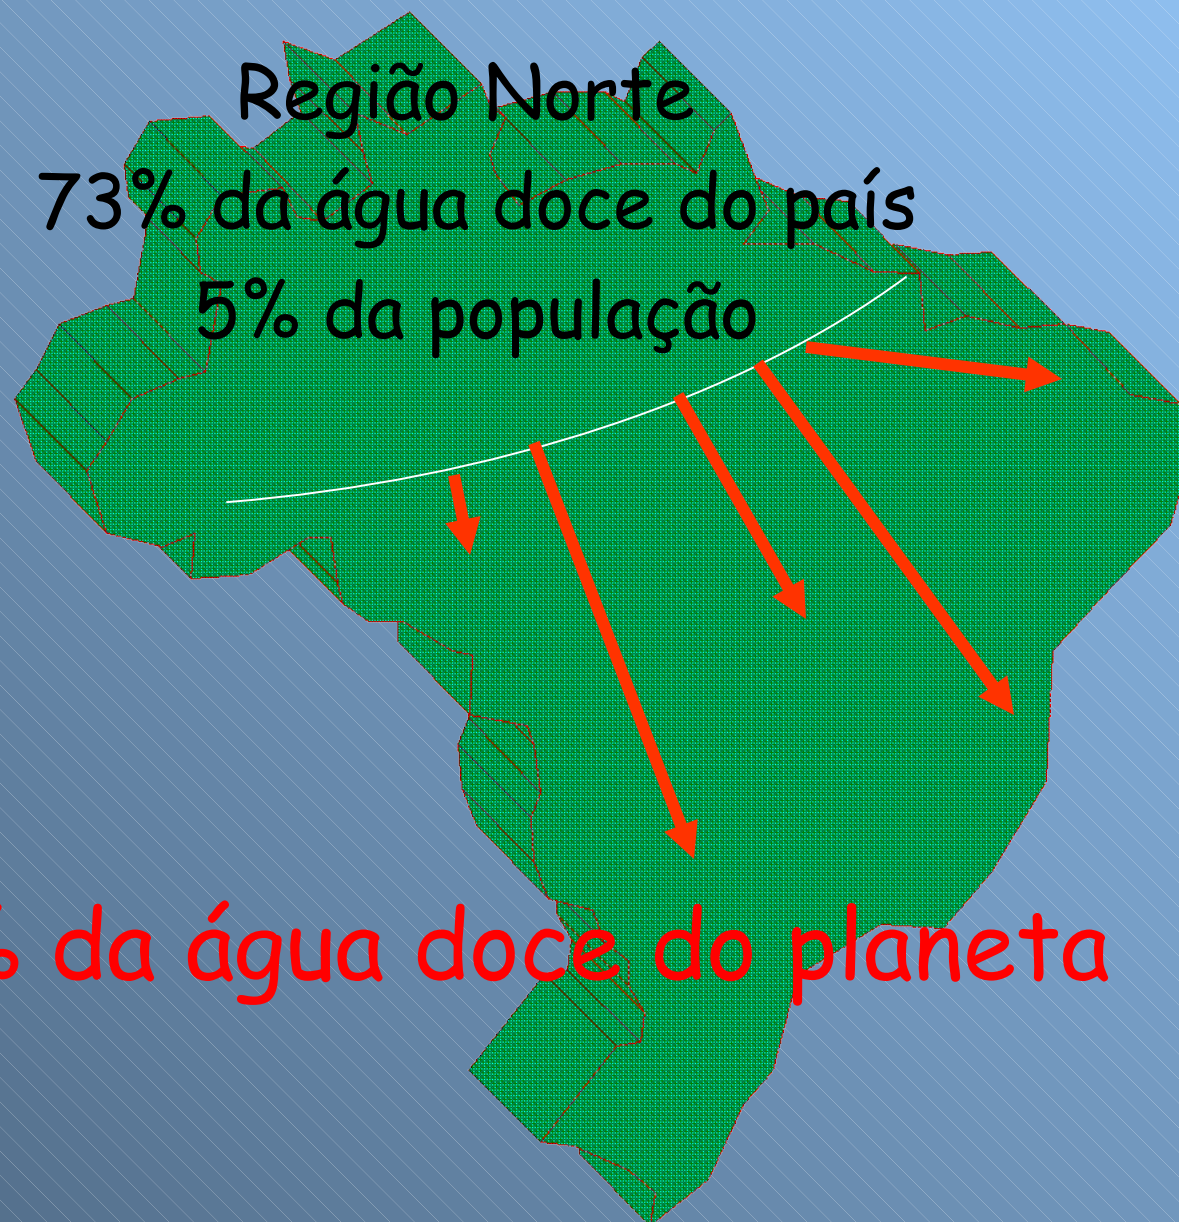 Região Norte
73% da água doce do país
5% da população
% da água doce do planeta